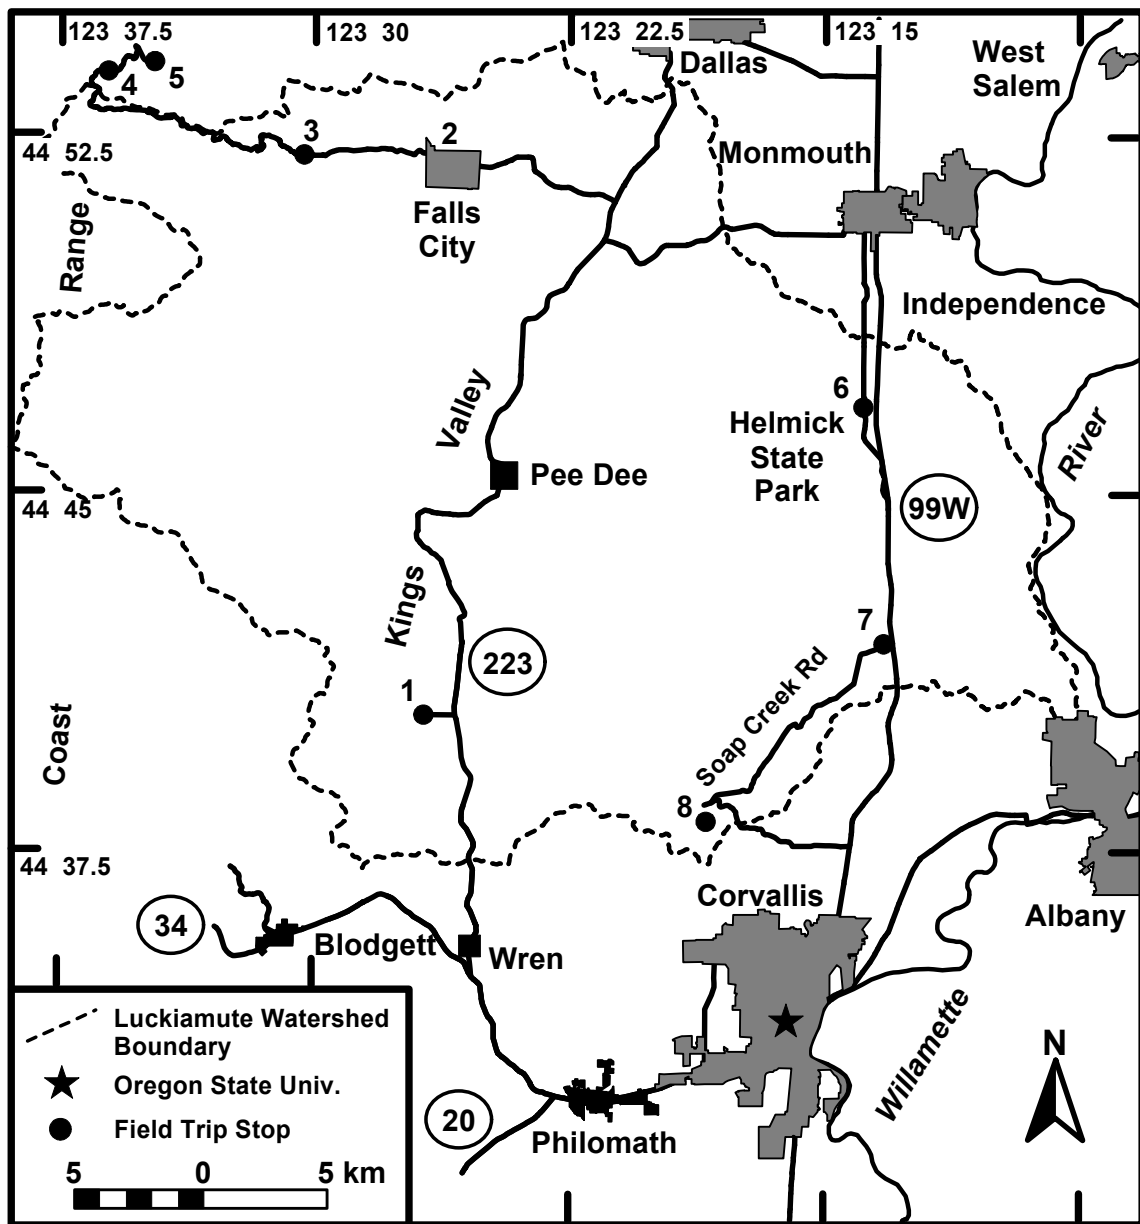 123 37.5
123 30
123 22.5
123 15
West
Salem
Dallas
4
5
3
2
44 52.5
Monmouth
Falls
City
Range
Independence
Valley
6
Helmick
State
Park
River
Pee Dee
44 45
99W
Kings
7
223
1
Soap Creek Rd
Coast
8
44 37.5
Corvallis
34
Blodgett
Wren
Albany
Willamette
Luckiamute Watershed
Boundary
Oregon State Univ.
Field Trip Stop
5 0 5 km
20
Philomath
N